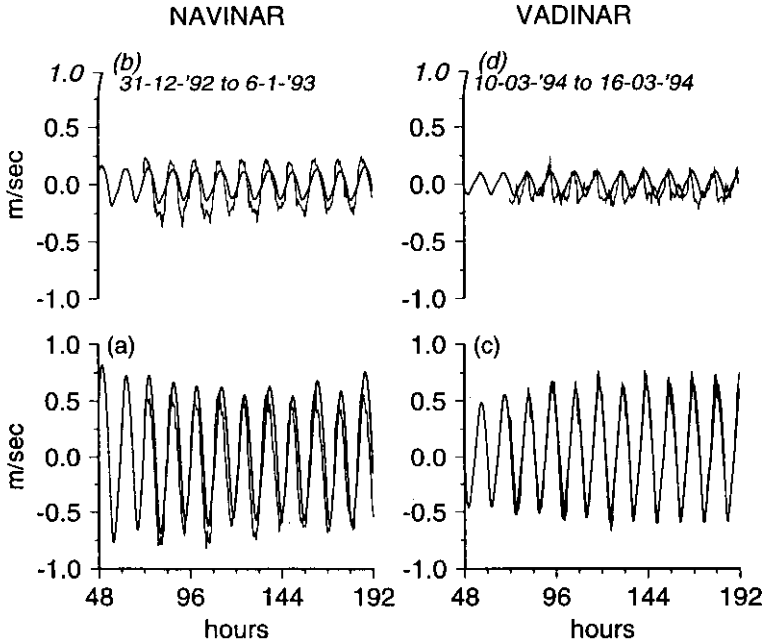 NAVINAR
VADINAR
(b)
31-12-'92 to 6-1-'93
(d)
10-03-'94 to 16-03-'94
1.0
0.5
0.0
-0.5
-1.0
m/sec
1.0
0.5
0.0
-0.5
-1.0
(a)
(c)
1.0
0.5
0.0
-0.5
-1.0
m/sec
1.0
0.5
0.0
-0.5
-1.0
48 96 144 192
48 96 144 192
hours
hours